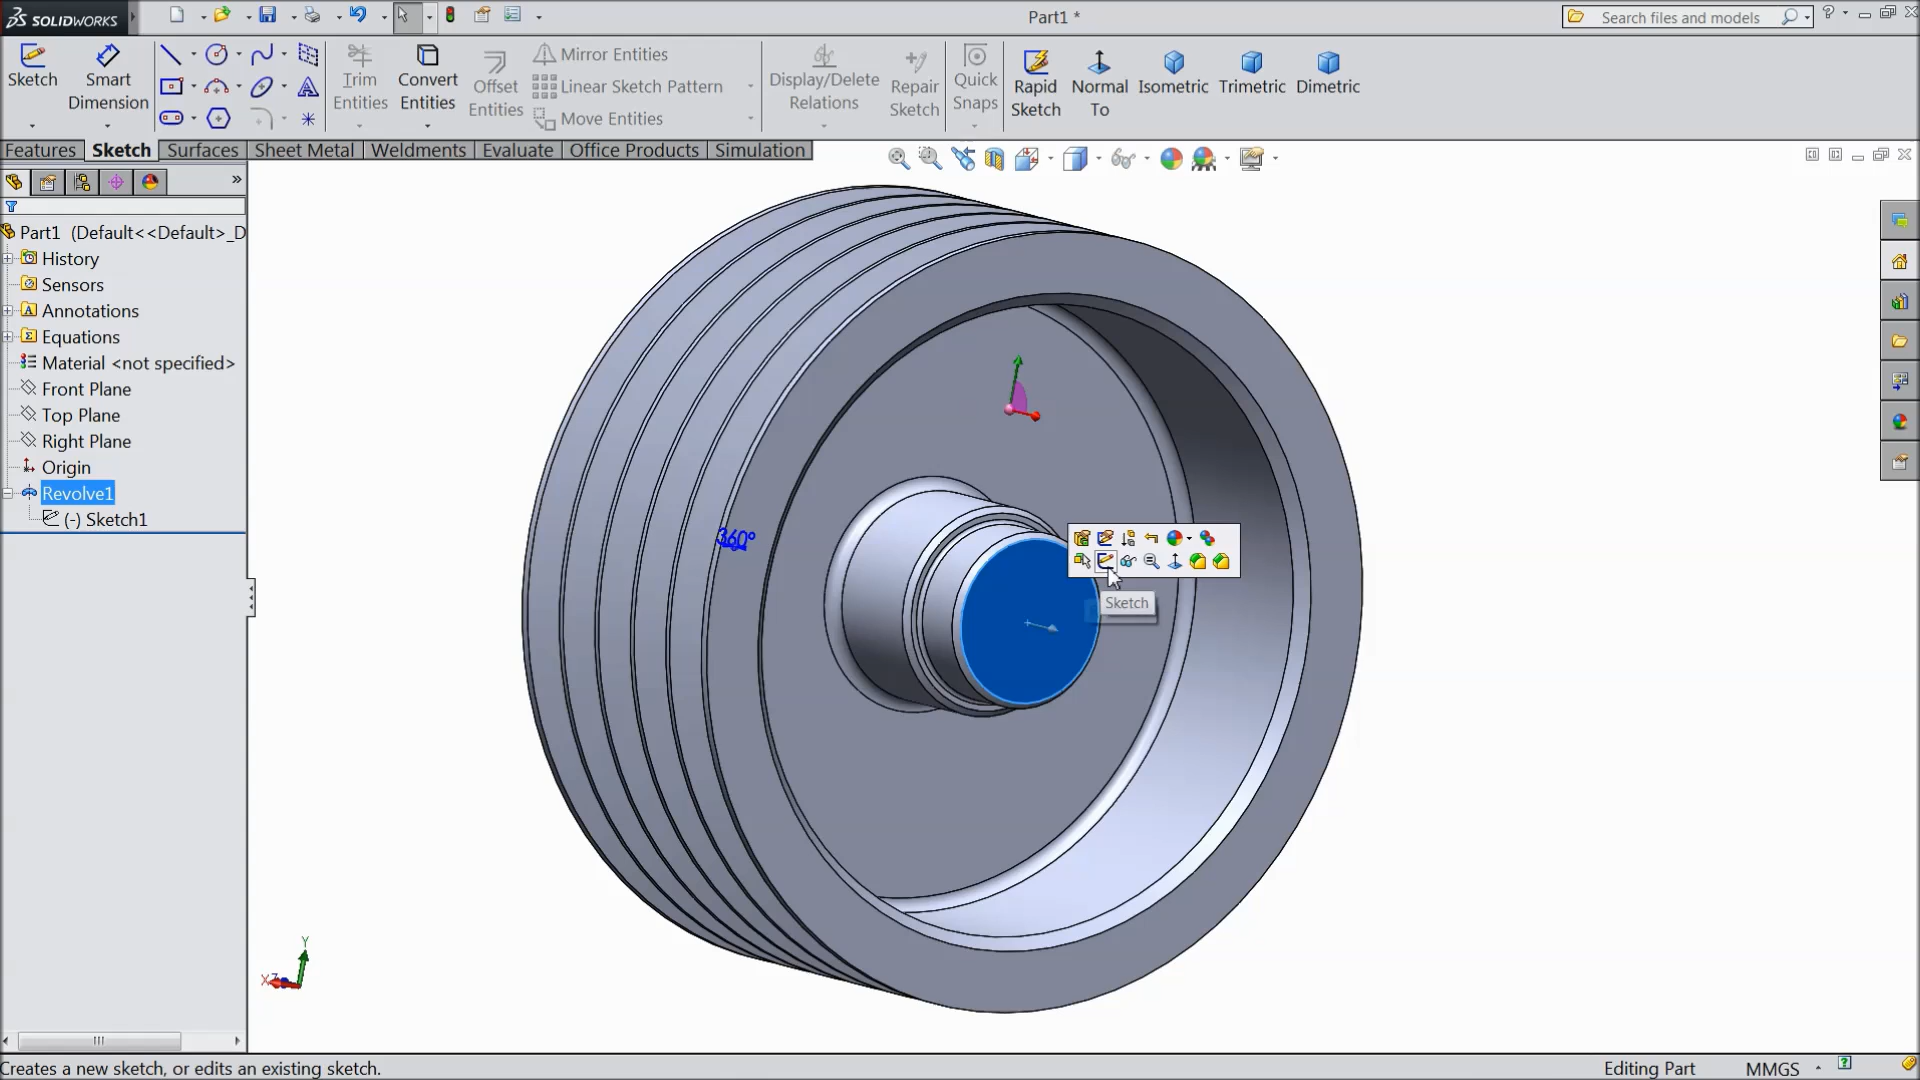 SOLIDWORKS
Part1 *
Search files and models
Sketch
Smart Dimension
Trim Entities
Convert Entities
Offset Entities
Mirror Entities
Linear Sketch Pattern
Move Entities
Display/Delete Relations
Repair Sketch
Quick Snaps
Rapid Sketch
Normal To
Isometric
Trimetric
Dimetric
Features Sketch Surfaces Sheet Metal Weldments Evaluate Office Products Simulation
Part1 (Default<<Default>_D
History
Sensors
Annotations
Equations
Material <not specified>
Front Plane
Top Plane
Right Plane
Origin
Revolve1
(-) Sketch1
360°
Sketch
Y
X Z
Creates a new sketch, or edits an existing sketch.
Editing Part
MMGS